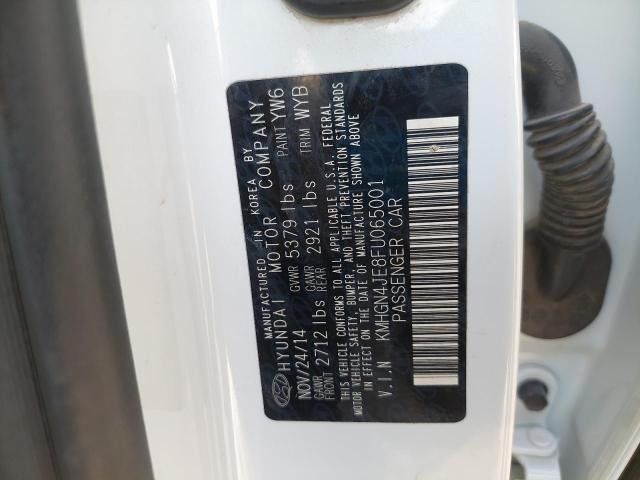 MANUFACTURED IN KOREA BY
HYUNDAI MOTOR COMPANY
NOV/24/14 GVWR 5379 lbs PAINT YW6
GAWR FRONT 2712 lbs GAWR REAR 2921 lbs TRIM WYB
THIS VEHICLE CONFORMS TO ALL APPLICABLE U.S.A. FEDERAL
MOTOR VEHICLE SAFETY, BUMPER, AND THEFT PREVENTION STANDARDS
IN EFFECT ON THE DATE OF MANUFACTURE SHOWN ABOVE
V.I.N KMHGN4JE8FU065001
PASSENGER CAR